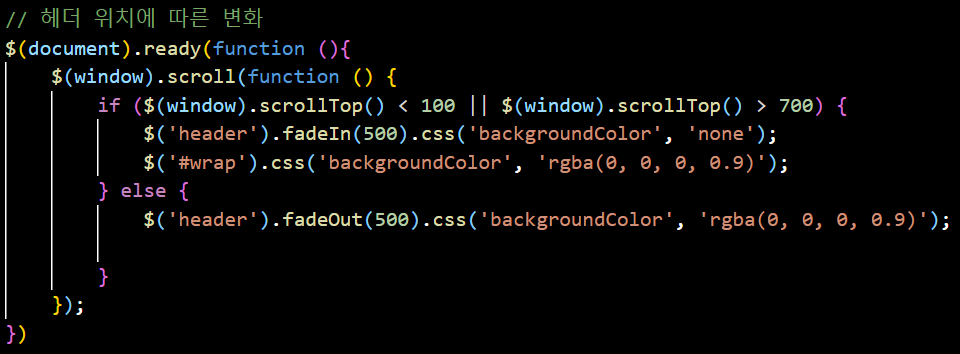 // 헤더 위치에 따른 변화
$(document).ready(function (){
$(window).scroll(function () {
if ($(window).scrollTop() < 100 || $(window).scrollTop() > 700) {
$('header').fadeIn(500).css('backgroundColor', 'none');
$('#wrap').css('backgroundColor', 'rgba(0, 0, 0, 0.9)');
} else {
$('header').fadeOut(500).css('backgroundColor', 'rgba(0, 0, 0, 0.9)');
}
});
})